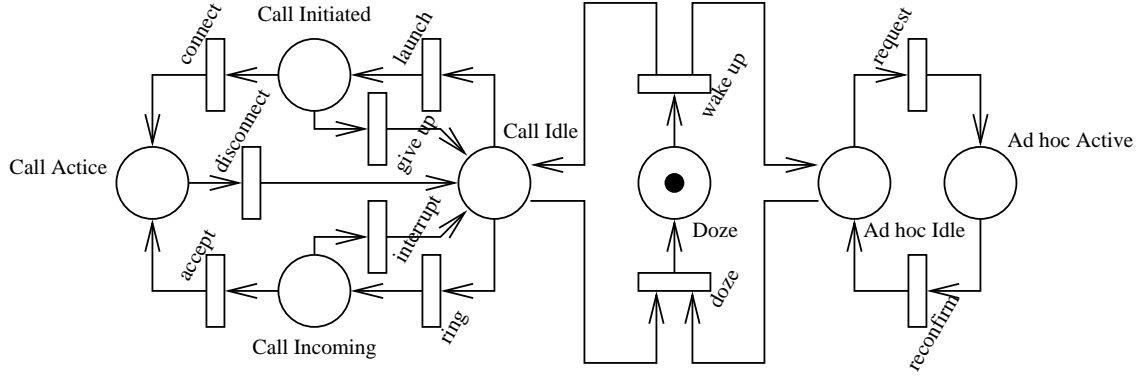 Call Initiated
connect
launch
request
wake up
disconnect
give up
Call Idle
Call Actice
Ad hoc Active
accept
interrupt
Doze
Ad hoc Idle
doze
ring
reconfirm
Call Incoming